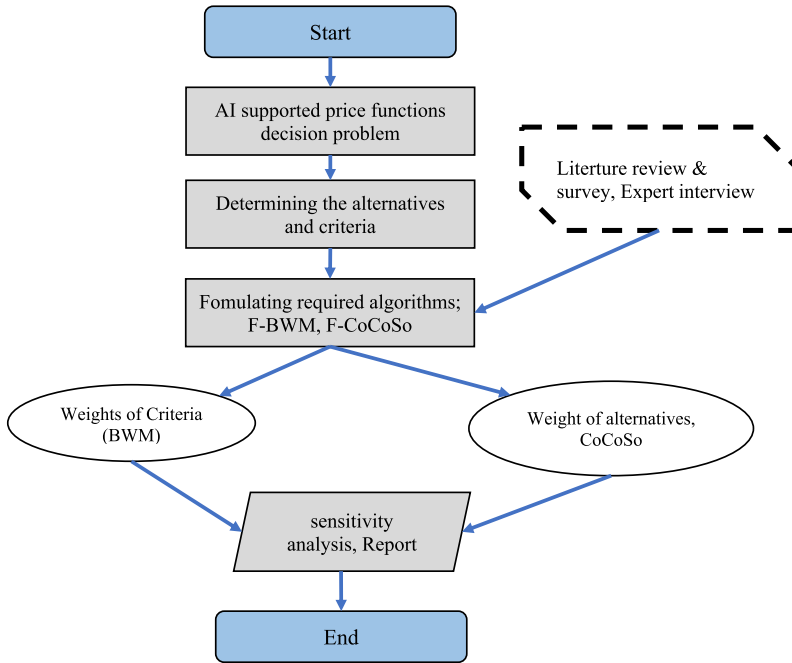 Start
AI supported price functions
decision problem
Literture review &
survey, Expert interview
Determining the alternatives
and criteria
Fomulating required algorithms;
F-BWM, F-CoCoSo
Weights of Criteria
(BWM)
Weight of alternatives,
CoCoSo
sensitivity
analysis, Report
End